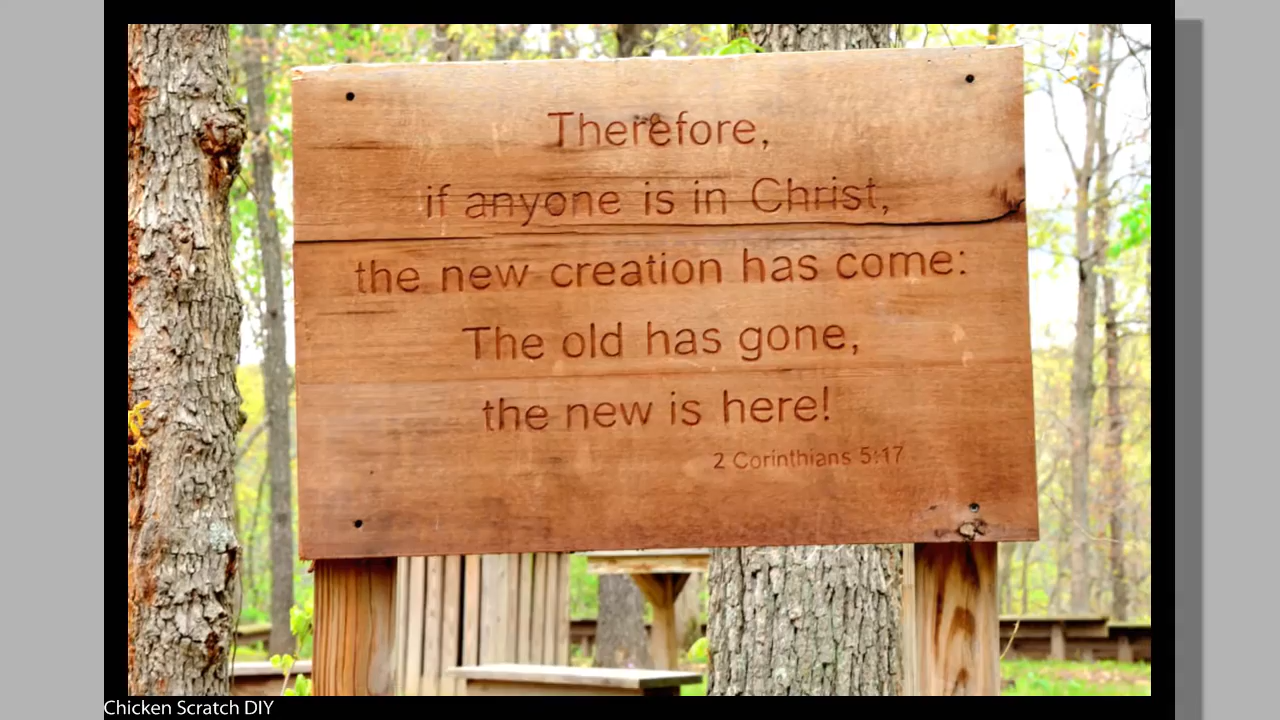 Therefore,
if anyone is in Christ,
the new creation has come:
The old has gone,
the new is here!
2 Corinthians 5:17
Chicken Scratch DIY